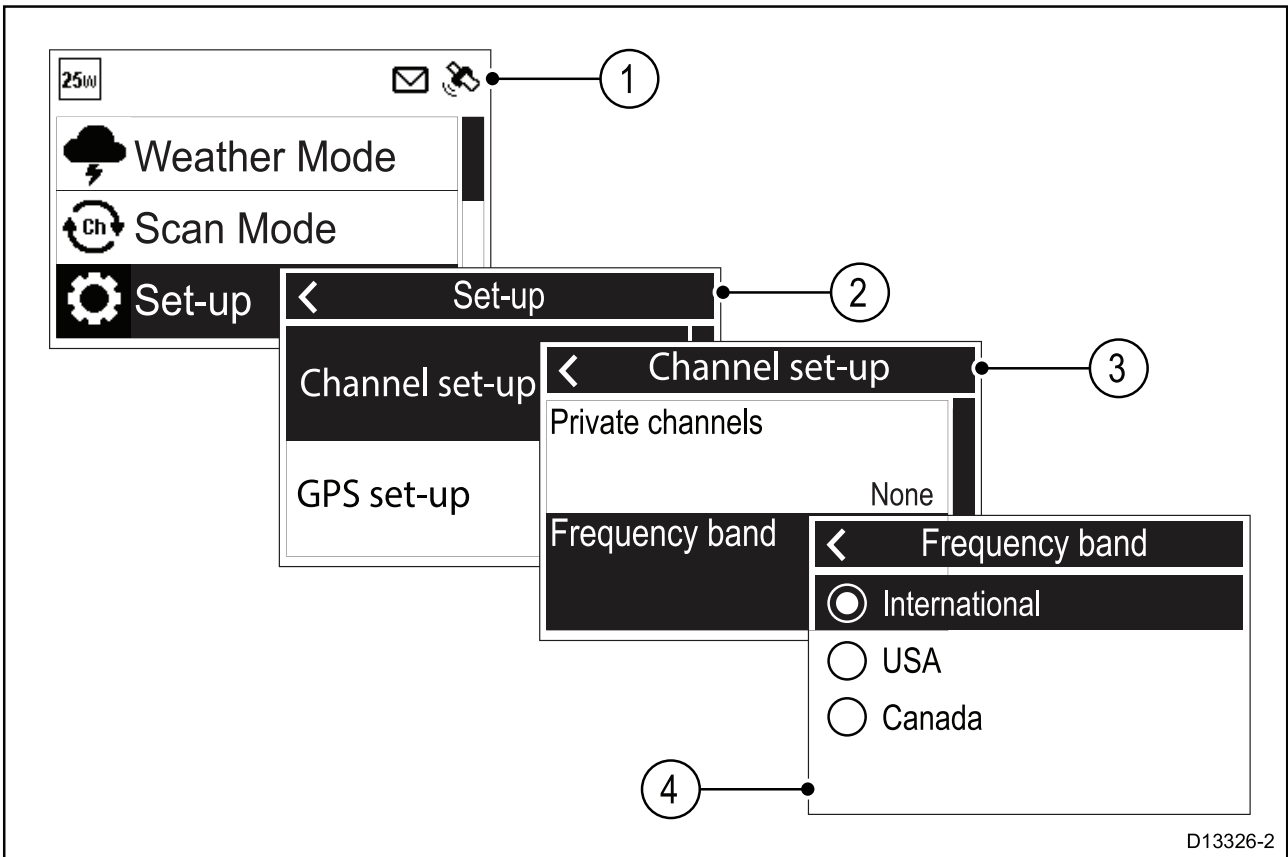 25W
1
Weather Mode
Ch
Scan Mode
Set-up
Set-up
2
Channel set-up
GPS set-up
Channel set-up
3
Private channels
None
Frequency band
Frequency band
International
USA
Canada
4
D13326-2